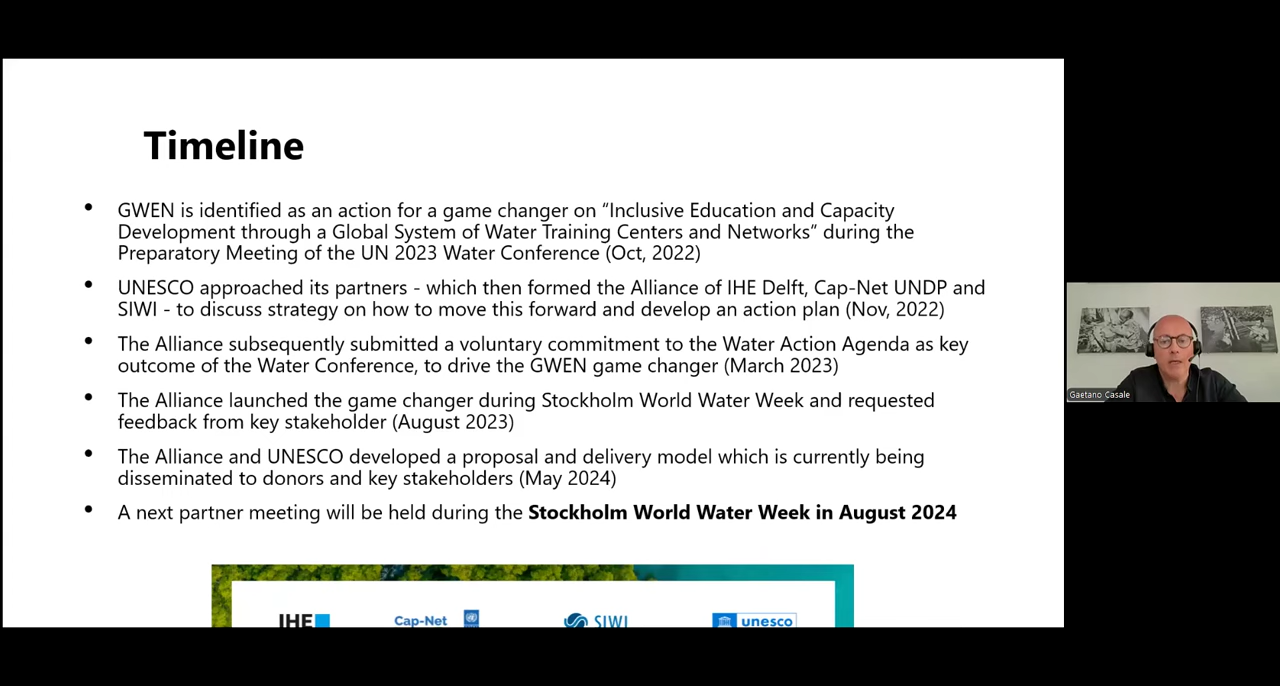 Timeline
• GWEN is identified as an action for a game changer on “Inclusive Education and Capacity
Development through a Global System of Water Training Centers and Networks” during the
Preparatory Meeting of the UN 2023 Water Conference (Oct, 2022)
• UNESCO approached its partners - which then formed the Alliance of IHE Delft, Cap-Net UNDP and
SIWI - to discuss strategy on how to move this forward and develop an action plan (Nov, 2022)
• The Alliance subsequently submitted a voluntary commitment to the Water Action Agenda as key
outcome of the Water Conference, to drive the GWEN game changer (March 2023)
• The Alliance launched the game changer during Stockholm World Water Week and requested
feedback from key stakeholder (August 2023)
• The Alliance and UNESCO developed a proposal and delivery model which is currently being
disseminated to donors and key stakeholders (May 2024)
• A next partner meeting will be held during the Stockholm World Water Week in August 2024
IHE Cap-Net SIWI unesco
Gaetano Casale